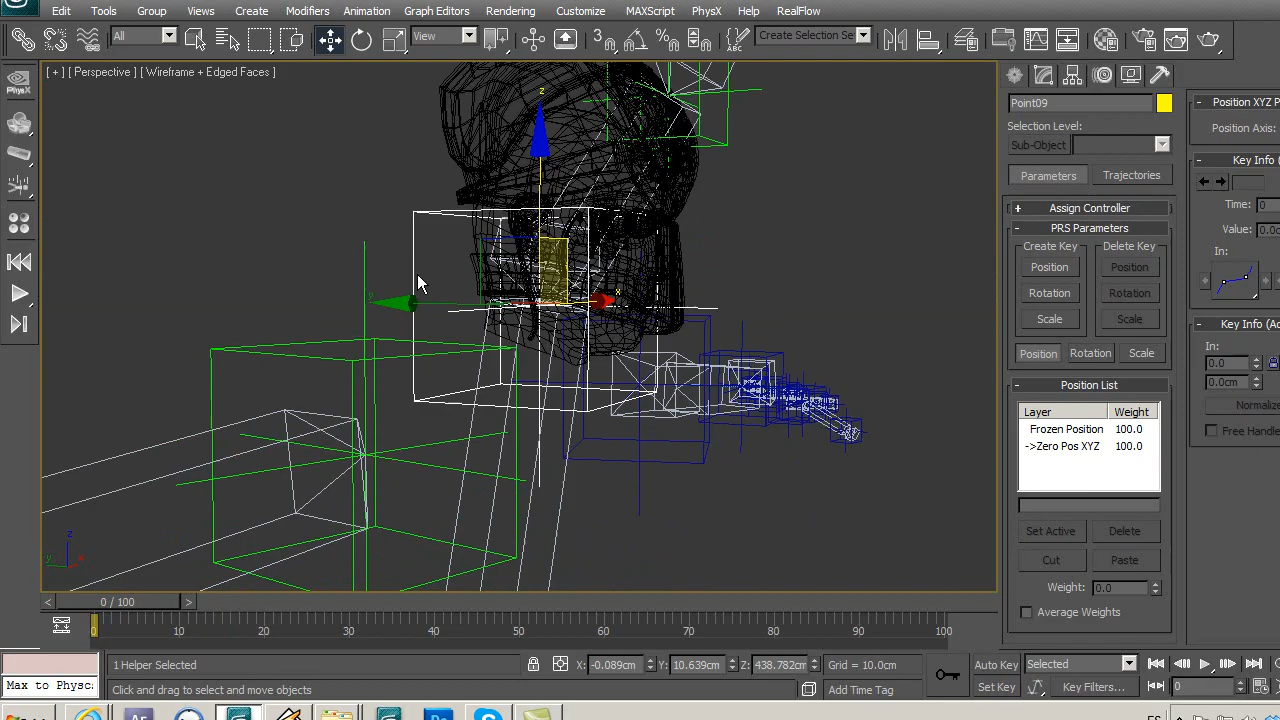 Edit Tools Group Views Create Modifiers Animation Graph Editors Rendering Customize MAXScript PhysX Help RealFlow
All View Create Selection Se
[ + ] [ Perspective ] [ Wireframe + Edged Faces ]
PhysX
z
x
y
z
y
Point09
Selection Level:
Sub-Object
Parameters Trajectories
+ Assign Controller
- PRS Parameters
Create Key Delete Key
Position Position
Rotation Rotation
Scale Scale
Position Rotation Scale
- Position List
Layer Weight
Frozen Position 100.0
->Zero Pos XYZ 100.0
Set Active Delete
Cut Paste
Weight: 0.0
Average Weights
- Position XYZ P
Position Axis:
- Key Info (
Time: 0
Value: 0.0c
In:
- Key Info (Ad
In:
0.0
0.0cm
Normalize
Free Handle
< 0 / 100 >
0 10 20 30 40 50 60 70 80 90 100
1 Helper Selected X: -0.089cm Y: 10.639cm Z: 438.782cm Grid = 10.0cm Auto Key Selected
Max to Physc: Click and drag to select and move objects Add Time Tag Set Key Key Filters... 0
ES